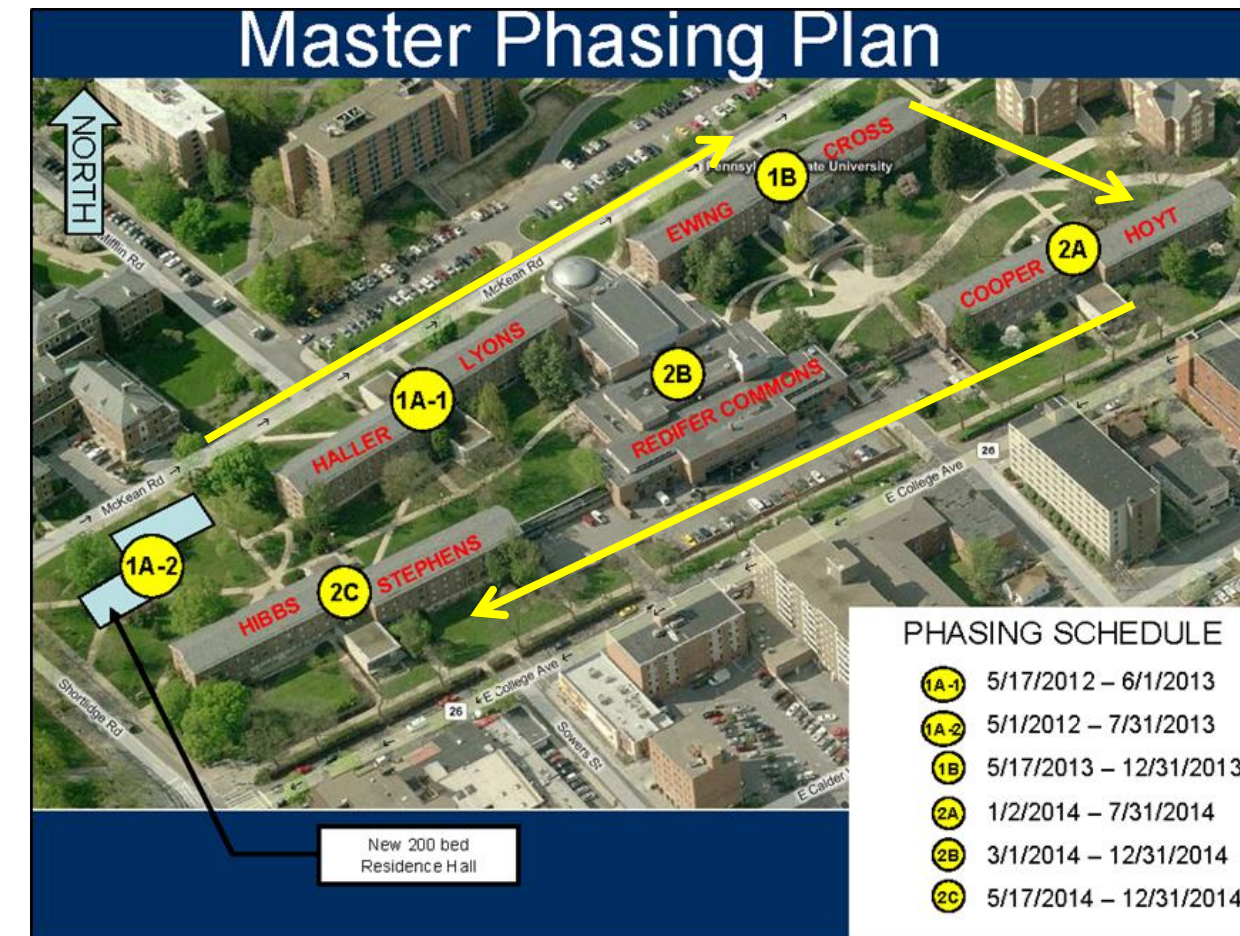 Master Phasing Plan
NORTH
Mifflin Rd
McKean Rd
CROSS
1B
EWING
HOYT
2A
COOPER
McKean Rd
LYONS
1A-1
HALLER
2B
REDIFER COMMONS
26
E College Ave
1A-2
STEPHENS
2C
HIBBS
Shortlidge Rd
E College Ave
26
Sowers St
E Calder
New 200 bed
Residence Hall
PHASING SCHEDULE
1A-1 5/17/2012 – 6/1/2013
1A-2 5/1/2012 – 7/31/2013
1B 5/17/2013 – 12/31/2013
2A 1/2/2014 – 7/31/2014
2B 3/1/2014 – 12/31/2014
2C 5/17/2014 – 12/31/2014